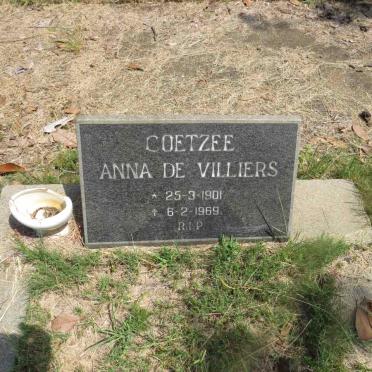 COETZEE
ANNA DE VILLIERS
* 25-3-1901
† 6-2-1969
R.I.P.